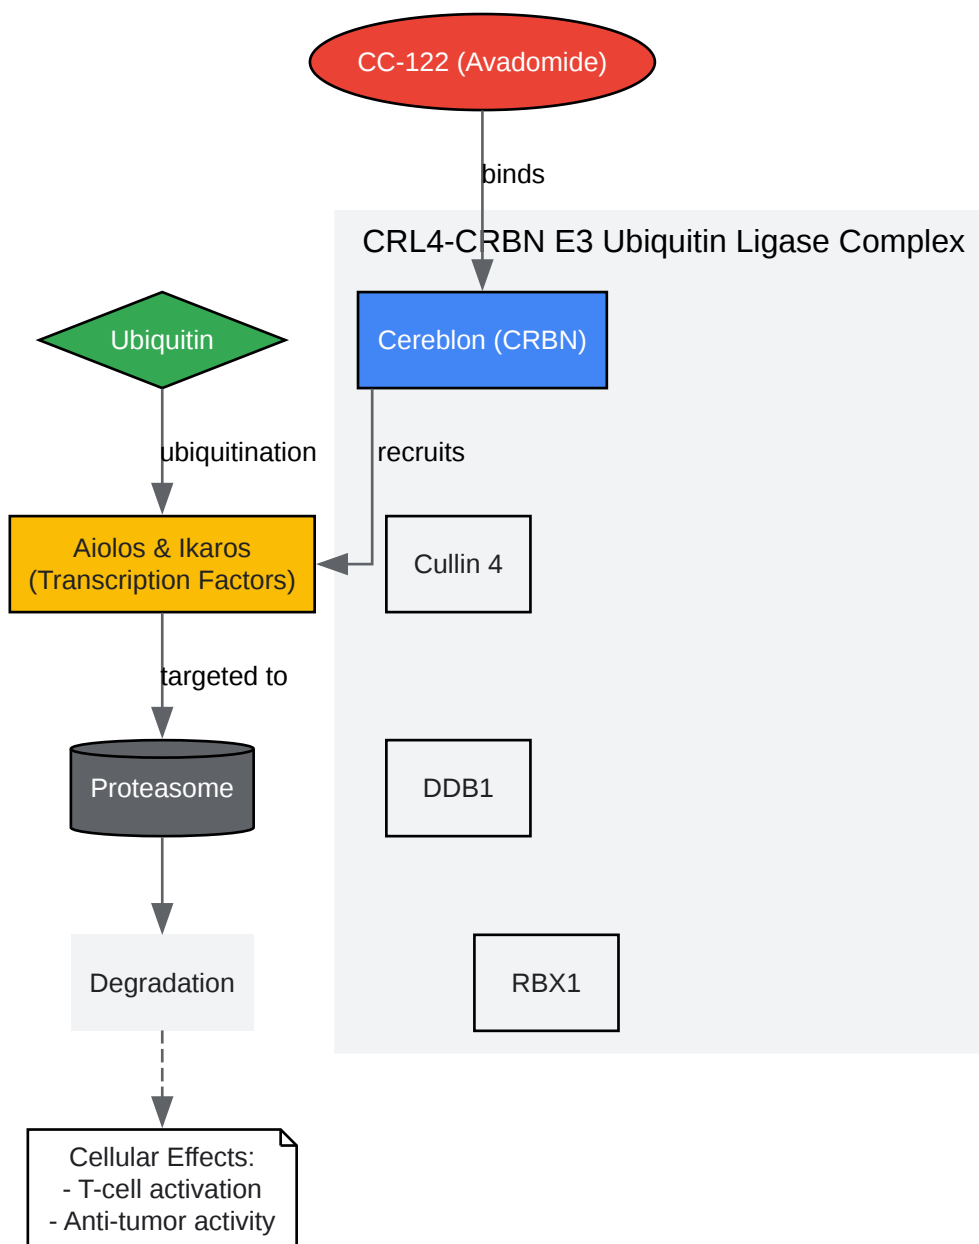 CC-122 (Avadomide)
binds
CRL4-CRBN E3 Ubiquitin Ligase Complex
Ubiquitin
Cereblon (CRBN)
ubiquitination
recruits
Aiolos & Ikaros
(Transcription Factors)
Cullin 4
targeted to
Proteasome
DDB1
Degradation
RBX1
Cellular Effects:
- T-cell activation
- Anti-tumor activity